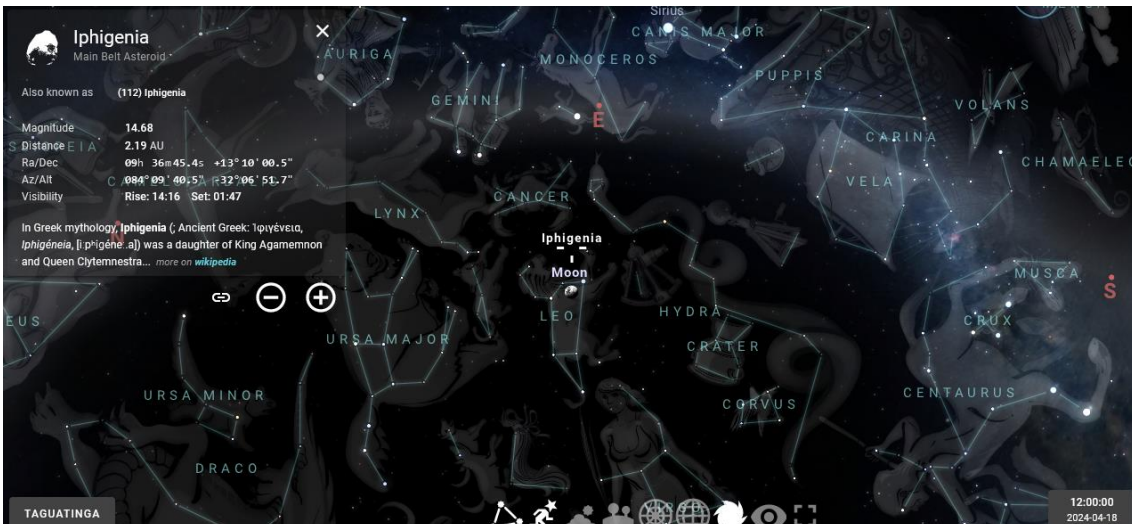 Iphigenia
Main Belt Asteroid
Also known as (112) Iphigenia
Magnitude 14.68
Distance 2.19 AU
Ra/Dec 09h 36m45.4s +13°10'00.5"
Az/Alt 084°09'40.5" -32°06'51.7"
Visibility Rise: 14:16 Set: 01:47
In Greek mythology, Iphigenia (; Ancient Greek: Ἰφιγένεια,
and Queen Clytemnestra... more on wikipedia
Sirius
CANIS MAJOR
AURIGA
MONOCEROS
PUPPIS
GEMINI
VOLANS
E
CARINA
VELA
CANCER
LYNX
N
Iphigenia
Moon
MUSCA
S
LEO
HYDRA
CRUX
URSA MAJOR
CRATER
URSA MINOR
CORVUS
CENTAURUS
DRACO
VIRGO
TAGUATINGA
12:00:00
2024-04-18